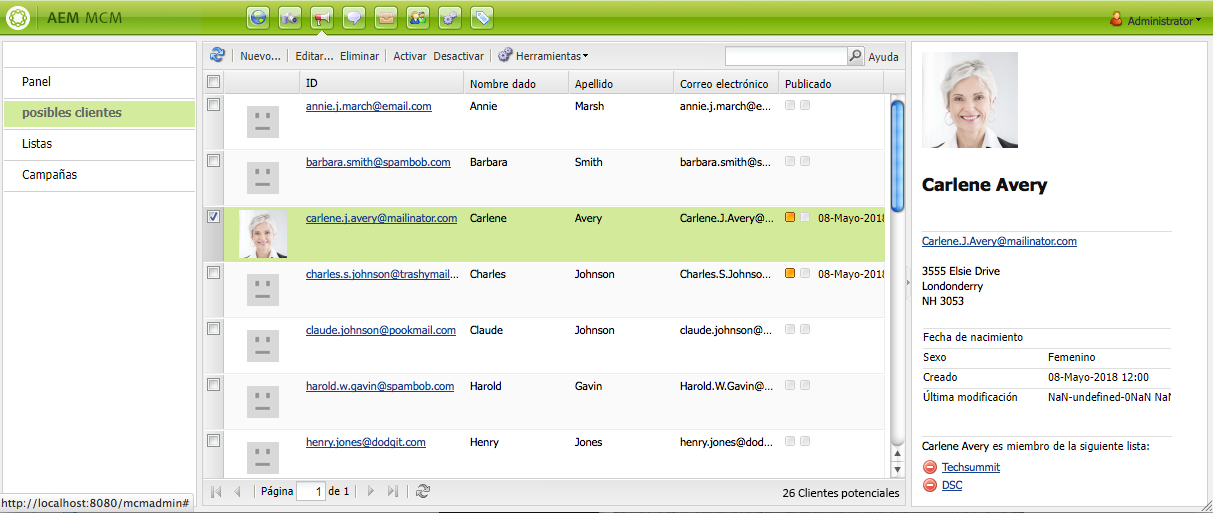 AEM MCM
Administrator
Panel
posibles clientes
Listas
Campañas
Nuevo... Editar... Eliminar Activar Desactivar Herramientas Ayuda
ID Nombre dado Apellido Correo electrónico Publicado
annie.j.march@email.com Annie Marsh annie.j.march@e...
barbara.smith@spambob.com Barbara Smith barbara.smith@s...
carlene.j.avery@mailinator.com Carlene Avery Carlene.J.Avery@... 08-Mayo-2018
charles.s.johnson@trashymail... Charles Johnson Charles.S.Johnso... 08-Mayo-2018
claude.johnson@pookmail.com Claude Johnson claude.johnson@...
harold.w.gavin@spambob.com Harold Gavin Harold.W.Gavin@...
henry.jones@dodgit.com Henry Jones henry.jones@dod...
Página 1 de 1 26 Clientes potenciales
Carlene Avery
Carlene.J.Avery@mailinator.com
3555 Elsie Drive
Londonderry
NH 3053
Fecha de nacimiento
Sexo Femenino
Creado 08-Mayo-2018 12:00
Última modificación NaN-undefined-0NaN NaN
Carlene Avery es miembro de la siguiente lista:
Techsummit
DSC
http://localhost:8080/mcmadmin#